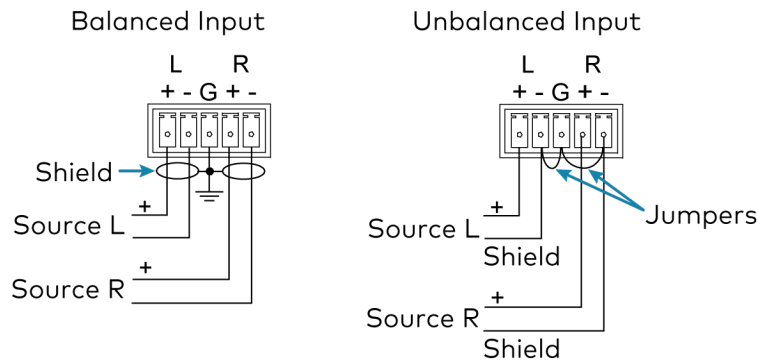 Balanced Input
L R
+ - G + -
Shield
+
Source L
+
Source R
Unbalanced Input
L R
+ - G + -
Jumpers
+
Source L
Shield
+
Source R
Shield